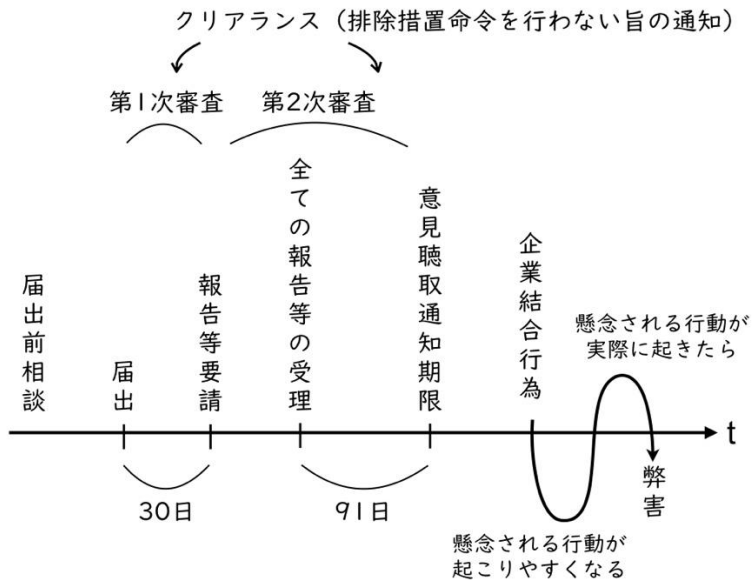 クリアランス（排除措置命令を行わない旨の通知）
第1次審査
第2次審査
届出前相談
届出
報告等要請
全ての報告等の受理
意見聴取通知期限
企業結合行為
懸念される行動が
実際に起きたら
t
30日
91日
弊害
懸念される行動が
起こりやすくなる